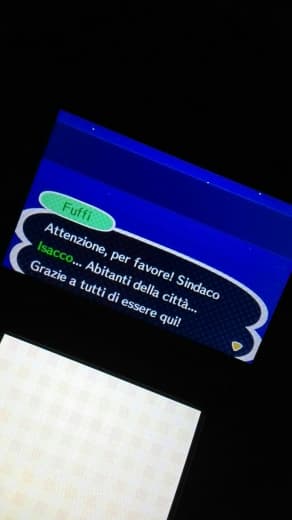 Fuffi
Attenzione, per favore! Sindaco
Isacco... Abitanti della città...
Grazie a tutti di essere qui!